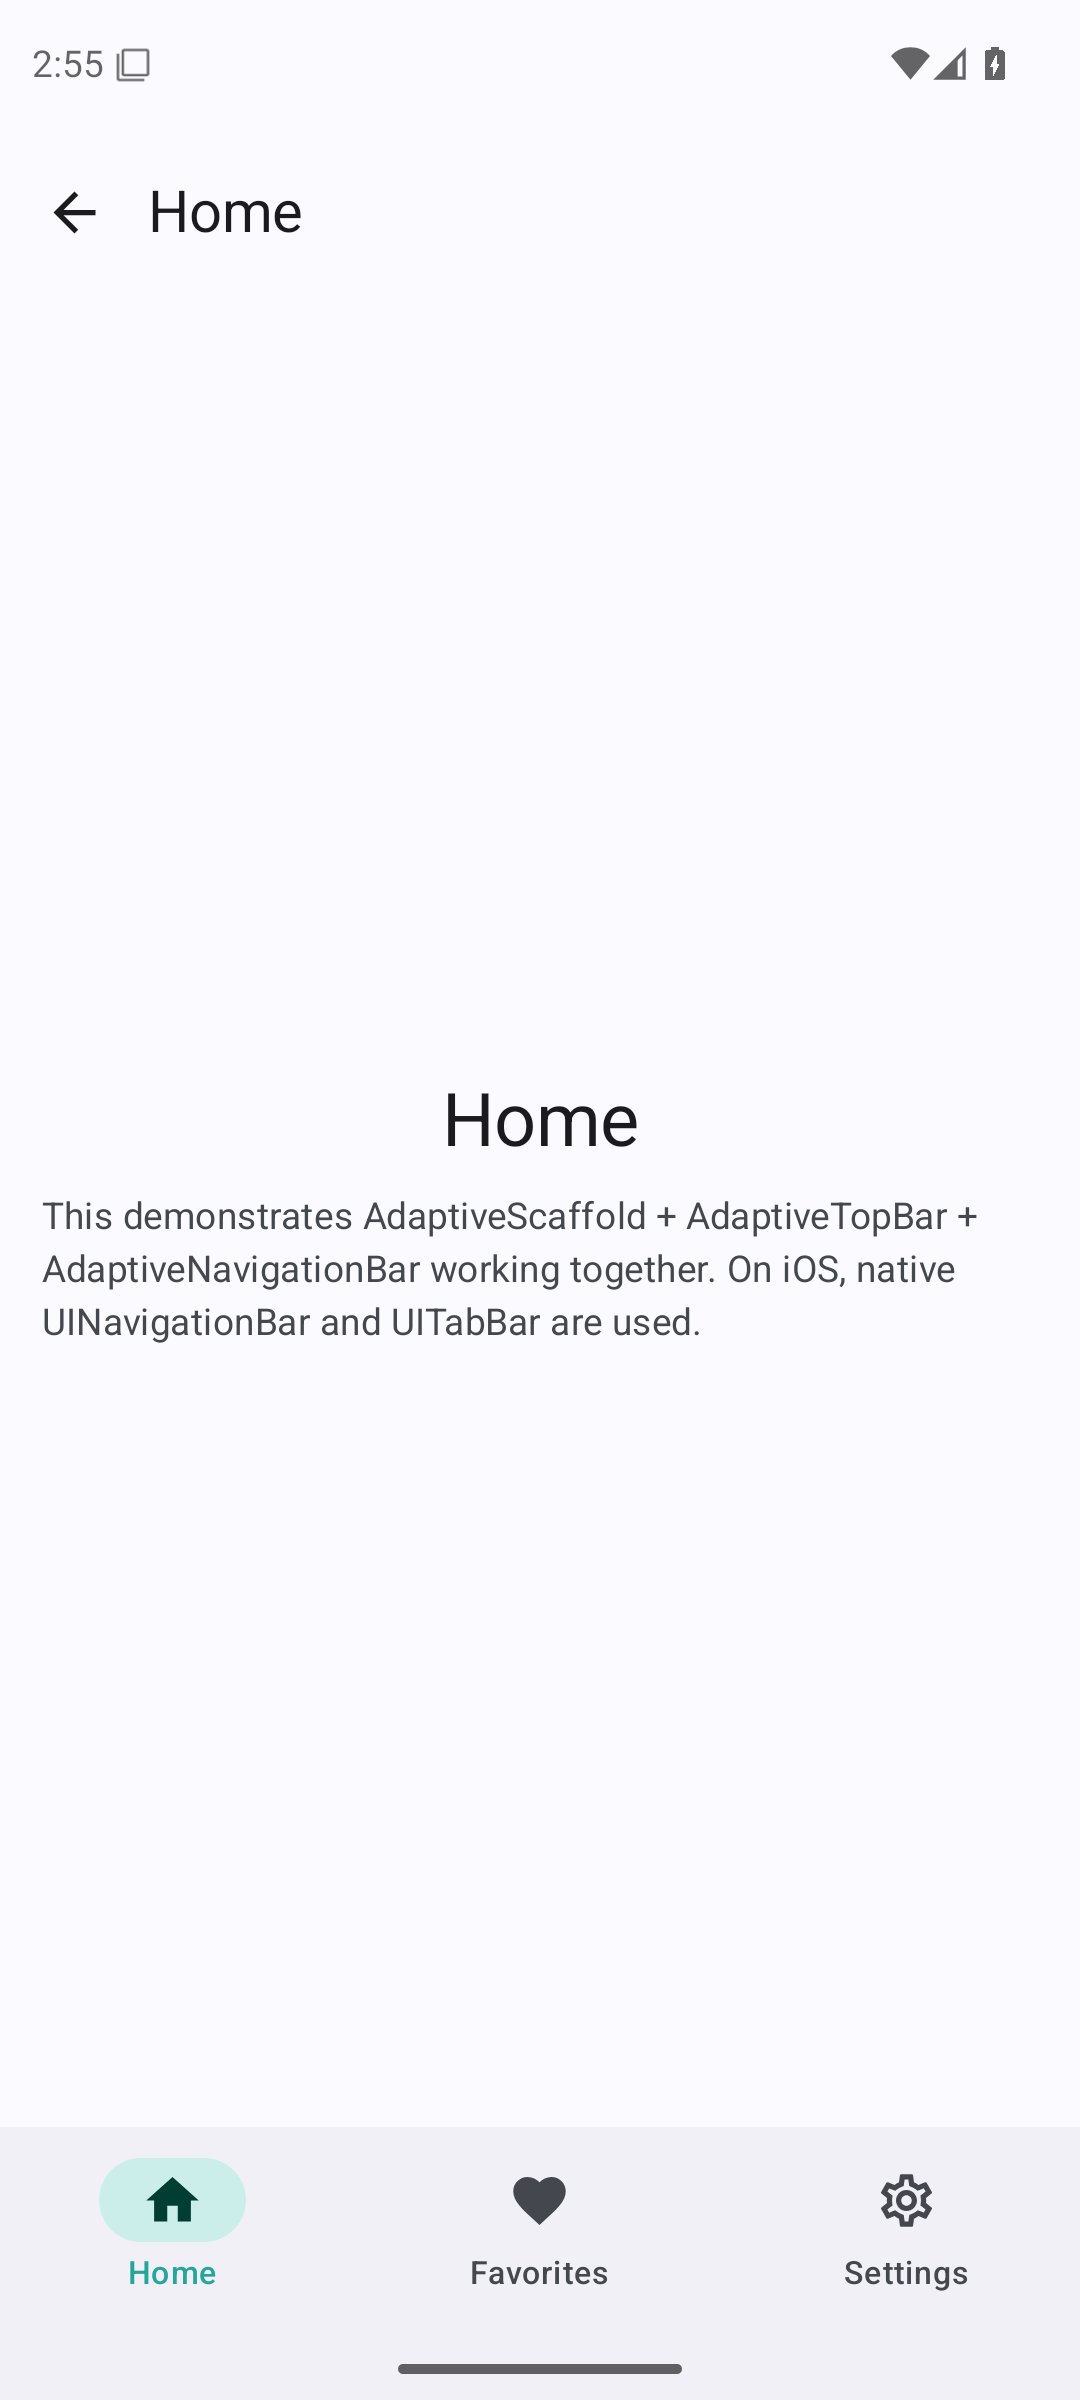 2:55
Home
Home
This demonstrates AdaptiveScaffold + AdaptiveTopBar +
AdaptiveNavigationBar working together. On iOS, native
UINavigationBar and UITabBar are used.
Home
Favorites
Settings